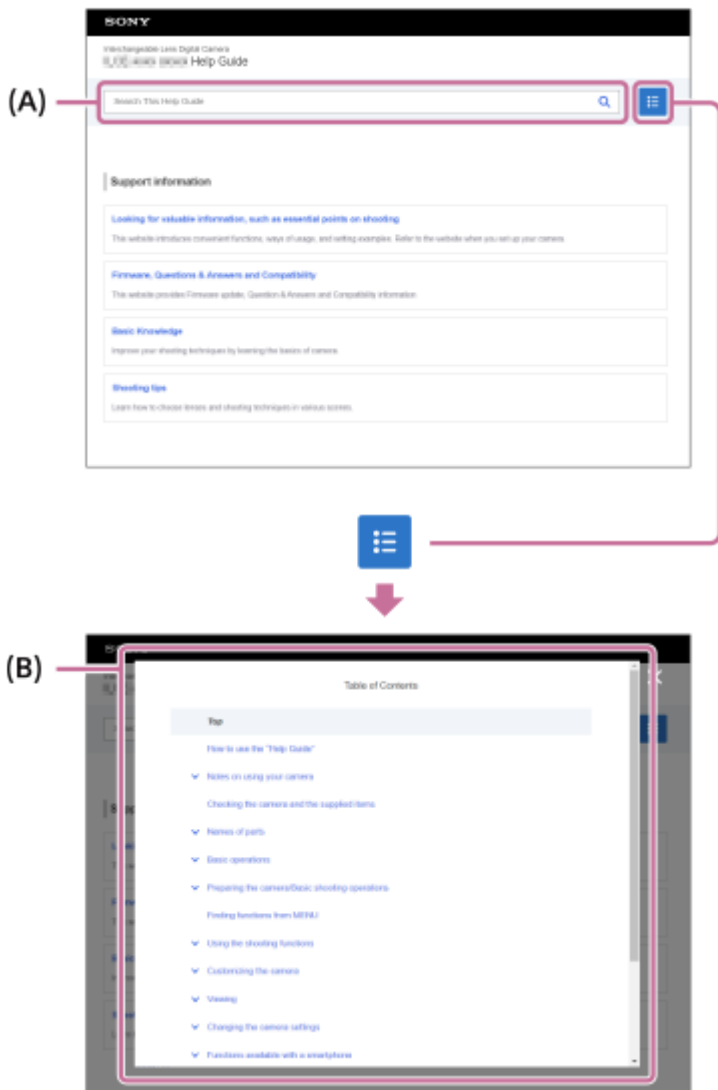 SONY
Interchangeable Lens Digital Camera
Help Guide
(A)
Search This Help Guide
Support information
Looking for valuable information, such as essential points on shooting
This website introduces convenient functions, ways of usage, and setting examples. Refer to the website when you set up your camera.
Firmware, Questions & Answers and Compatibility
This website provides Firmware update, Question & Answers and Compatibility information
Basic Knowledge
Improve your shooting techniques by learning the basics of camera.
Shooting tips
Learn how to choose lenses and shooting techniques in various scenes.
(B)
Table of Contents
Top
How to use the "Help Guide"
Notes on using your camera
Checking the camera and the supplied items
Names of parts
Basic operations
Preparing the camera/Basic shooting operations
Finding functions from MENU
Using the shooting functions
Customizing the camera
Viewing
Changing the camera settings
Functions available with a smartphone